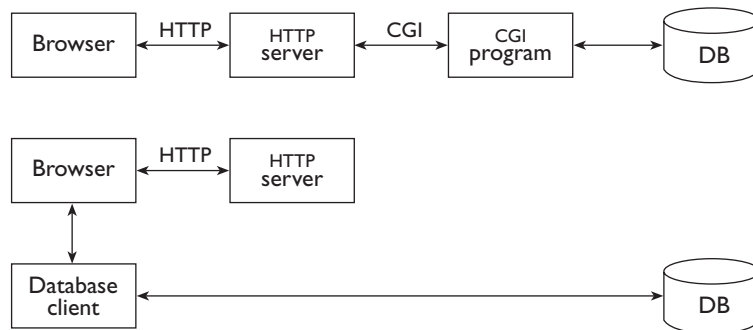 Browser
HTTP
HTTP
server
CGI
CGI
program
DB
Browser
HTTP
HTTP
server
Database
client
DB